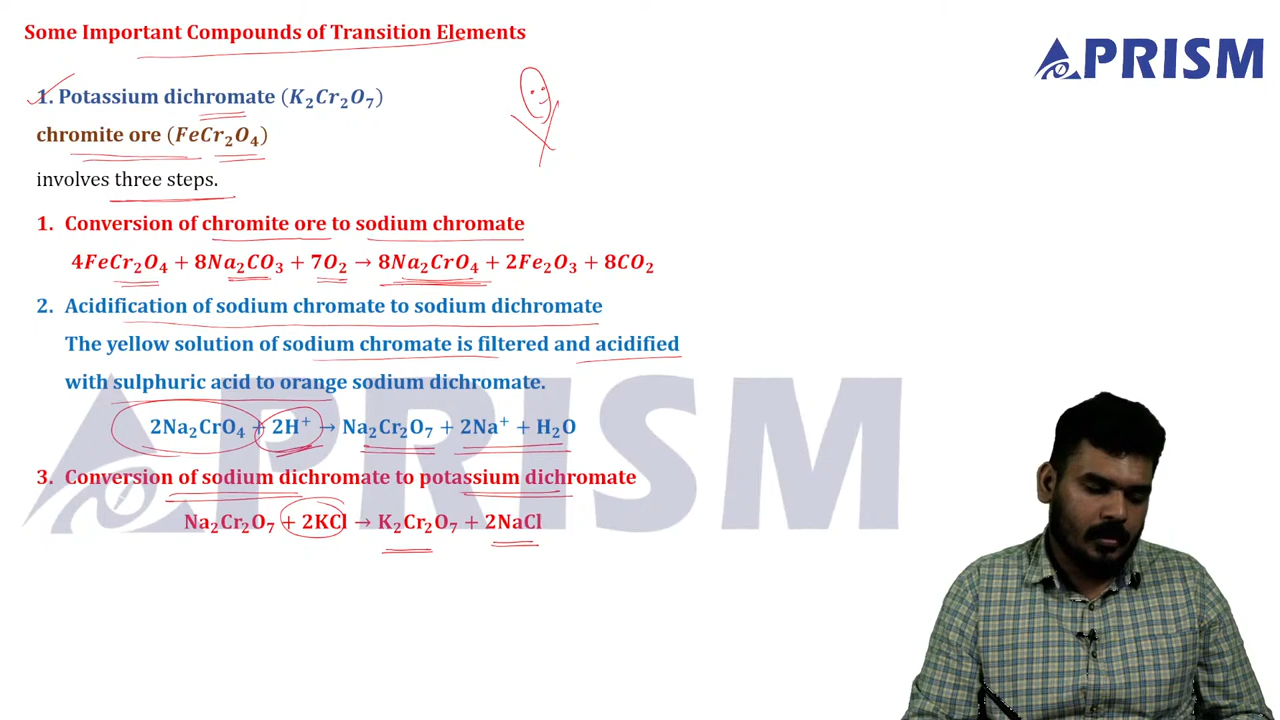 Some Important Compounds of Transition Elements
PRISM
1. Potassium dichromate (K₂Cr₂O₇)
chromite ore (FeCr₂O₄)
involves three steps.
1. Conversion of chromite ore to sodium chromate
4FeCr₂O₄ + 8Na₂CO₃ + 7O₂ → 8Na₂CrO₄ + 2Fe₂O₃ + 8CO₂
2. Acidification of sodium chromate to sodium dichromate
The yellow solution of sodium chromate is filtered and acidified
with sulphuric acid to orange sodium dichromate.
2Na₂CrO₄ + 2H⁺ → Na₂Cr₂O₇ + 2Na⁺ + H₂O
3. Conversion of sodium dichromate to potassium dichromate
Na₂Cr₂O₇ + 2KCl → K₂Cr₂O₇ + 2NaCl
PRISM